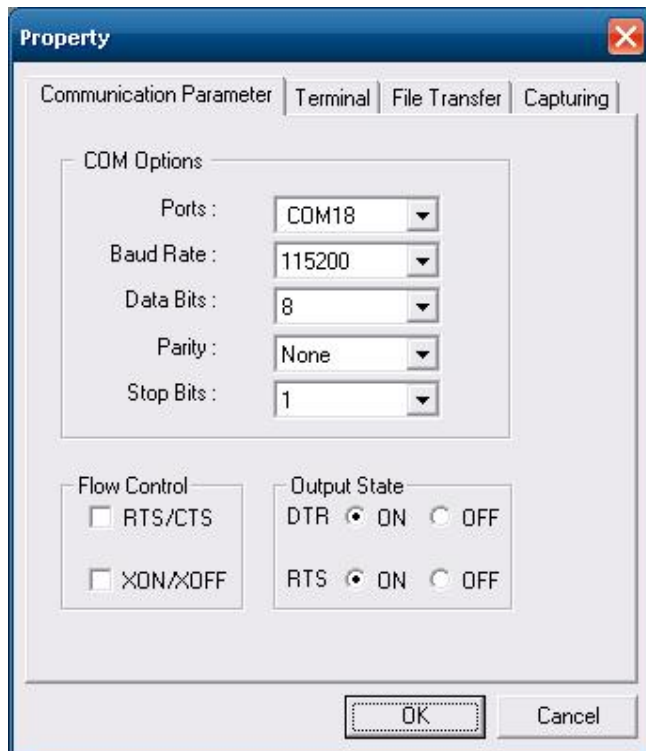 Property
Communication Parameter Terminal File Transfer Capturing
COM Options
Ports : COM18
Baud Rate : 115200
Data Bits : 8
Parity : None
Stop Bits : 1
Flow Control
RTS/CTS
XON/XOFF
Output State
DTR ON OFF
RTS ON OFF
OK Cancel